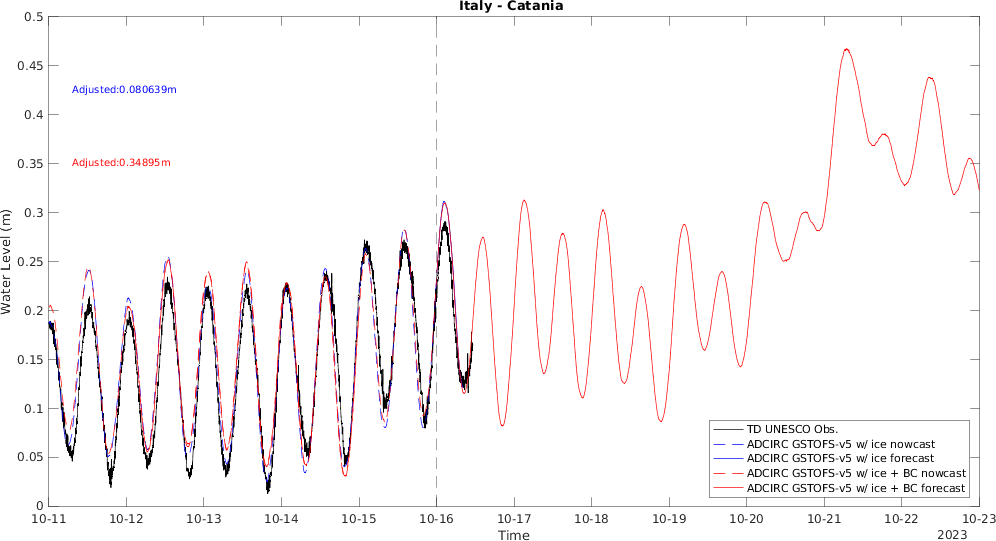 Italy - Catania
0.5
0.45
0.4
0.35
0.3
0.25
0.2
0.15
0.1
0.05
0
Water Level (m)
Adjusted:0.080639m
Adjusted:0.34895m
TD UNESCO Obs.
ADCIRC GSTOFS-v5 w/ ice nowcast
ADCIRC GSTOFS-v5 w/ ice forecast
ADCIRC GSTOFS-v5 w/ ice + BC nowcast
ADCIRC GSTOFS-v5 w/ ice + BC forecast
10-11 10-12 10-13 10-14 10-15 10-16 10-17 10-18 10-19 10-20 10-21 10-22 10-23
Time
2023